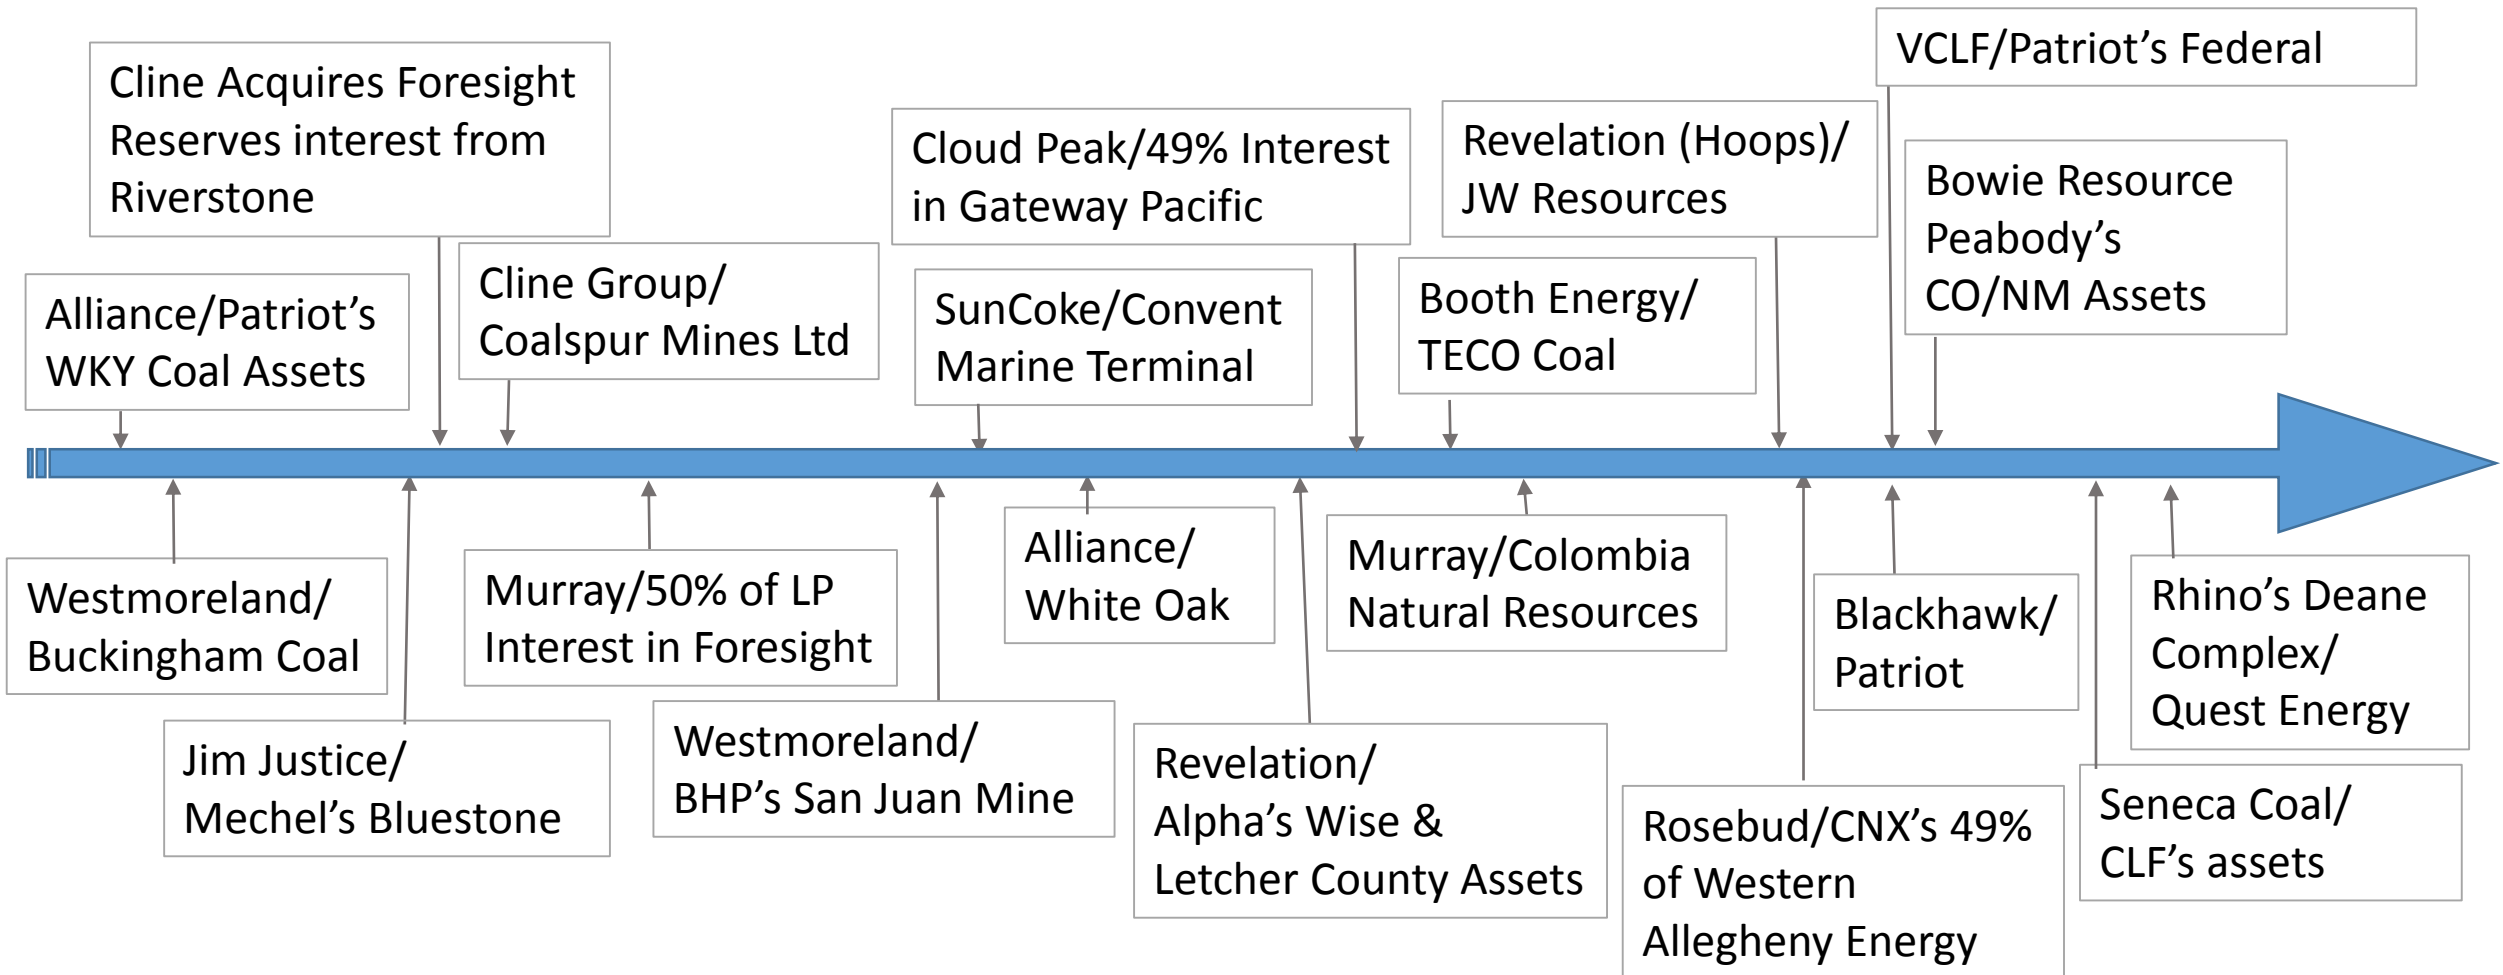 VCLF/Patriot’s Federal
Cline Acquires Foresight
Reserves interest from
Riverstone
Cloud Peak/49% Interest
in Gateway Pacific
Revelation (Hoops)/
JW Resources
Bowie Resource
Peabody’s
CO/NM Assets
Alliance/Patriot’s
WKY Coal Assets
Cline Group/
Coalspur Mines Ltd
SunCoke/Convent
Marine Terminal
Booth Energy/
TECO Coal
Westmoreland/
Buckingham Coal
Murray/50% of LP
Interest in Foresight
Alliance/
White Oak
Murray/Colombia
Natural Resources
Blackhawk/
Patriot
Rhino’s Deane
Complex/
Quest Energy
Jim Justice/
Mechel’s Bluestone
Westmoreland/
BHP’s San Juan Mine
Revelation/
Alpha’s Wise &
Letcher County Assets
Rosebud/CNX’s 49%
of Western
Allegheny Energy
Seneca Coal/
CLF’s assets